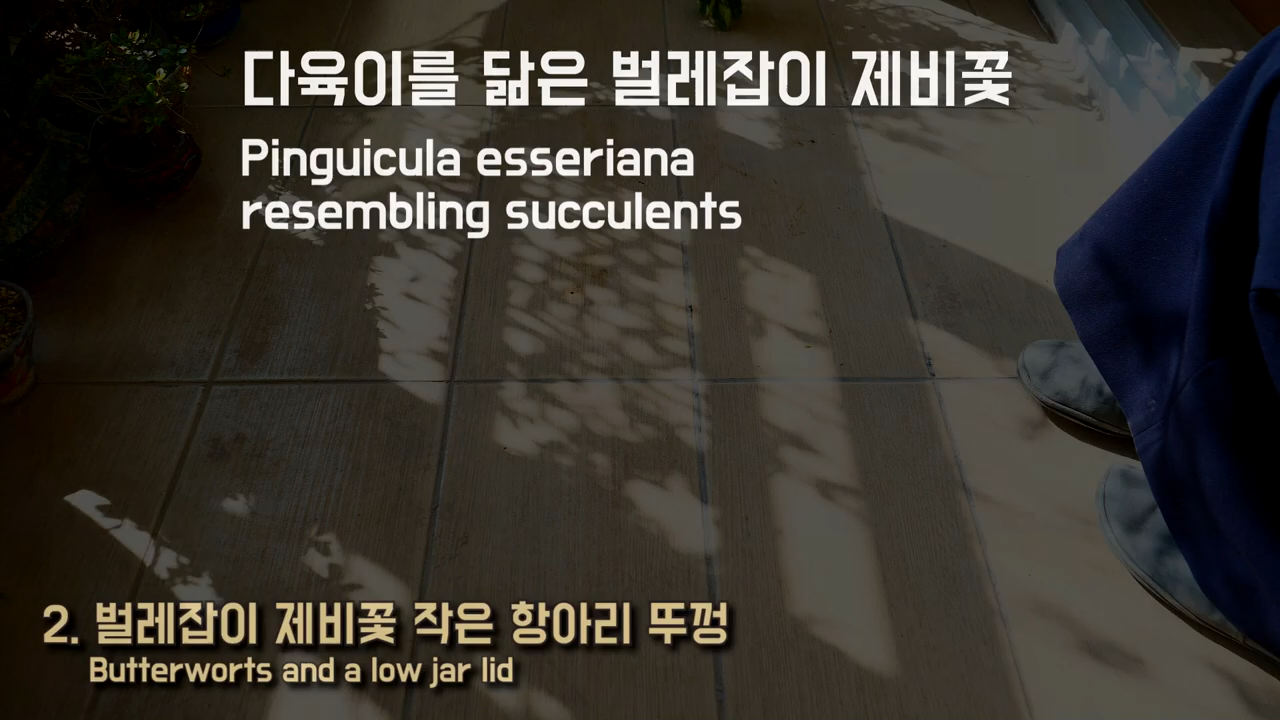 다육이를 닮은 벌레잡이 제비꽃
Pinguicula esseriana
resembling succulents
2. 벌레잡이 제비꽃 작은 항아리 뚜껑
Butterworts and a low jar lid